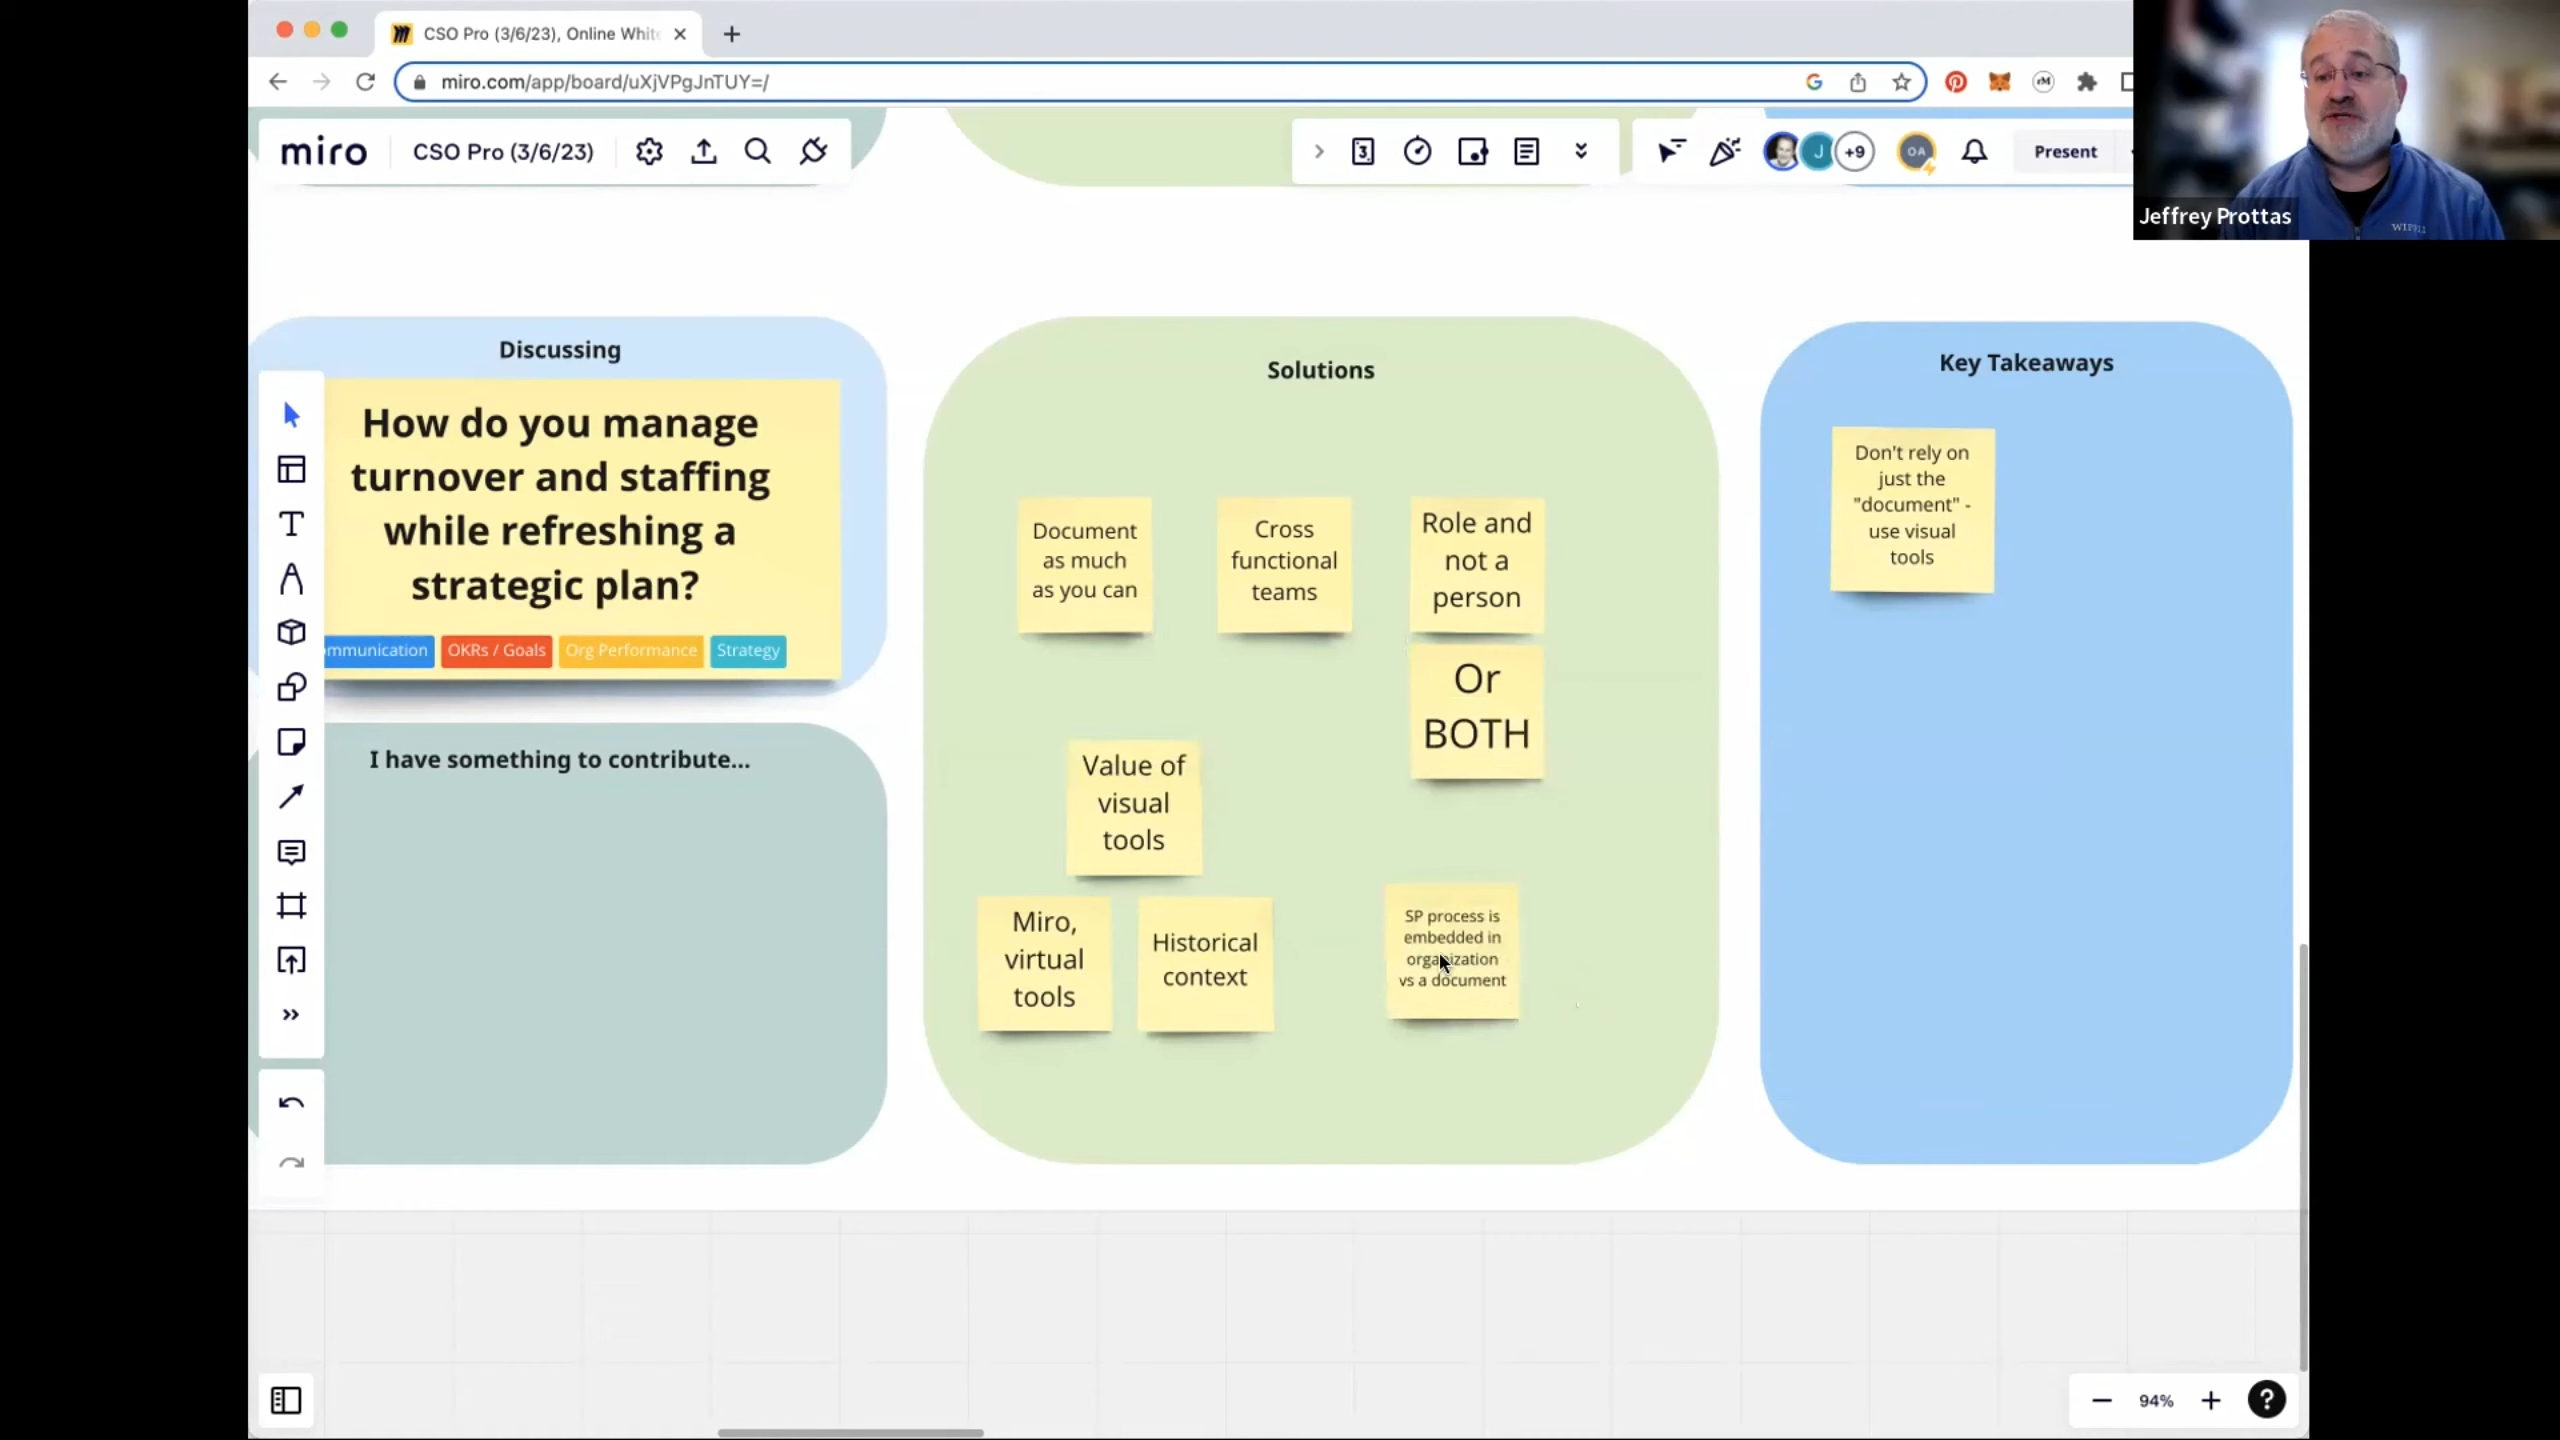 CSO Pro (3/6/23), Online White
miro.com/app/board/uXjVPgJnTUY=/
miro
CSO Pro (3/6/23)
3
J
+9
OA
Present
WIP911
Jeffrey Prottas
Discussing
How do you manage
turnover and staffing
while refreshing a
strategic plan?
mmunication
OKRs / Goals
Org Performance
Strategy
I have something to contribute...
Solutions
Document
as much
as you can
Cross
functional
teams
Role and
not a
person
Or
BOTH
Value of
visual
tools
Miro,
virtual
tools
Historical
context
SP process is
embedded in
organization
vs a document
Key Takeaways
Don't rely on
just the
"document" -
use visual
tools
94%
?